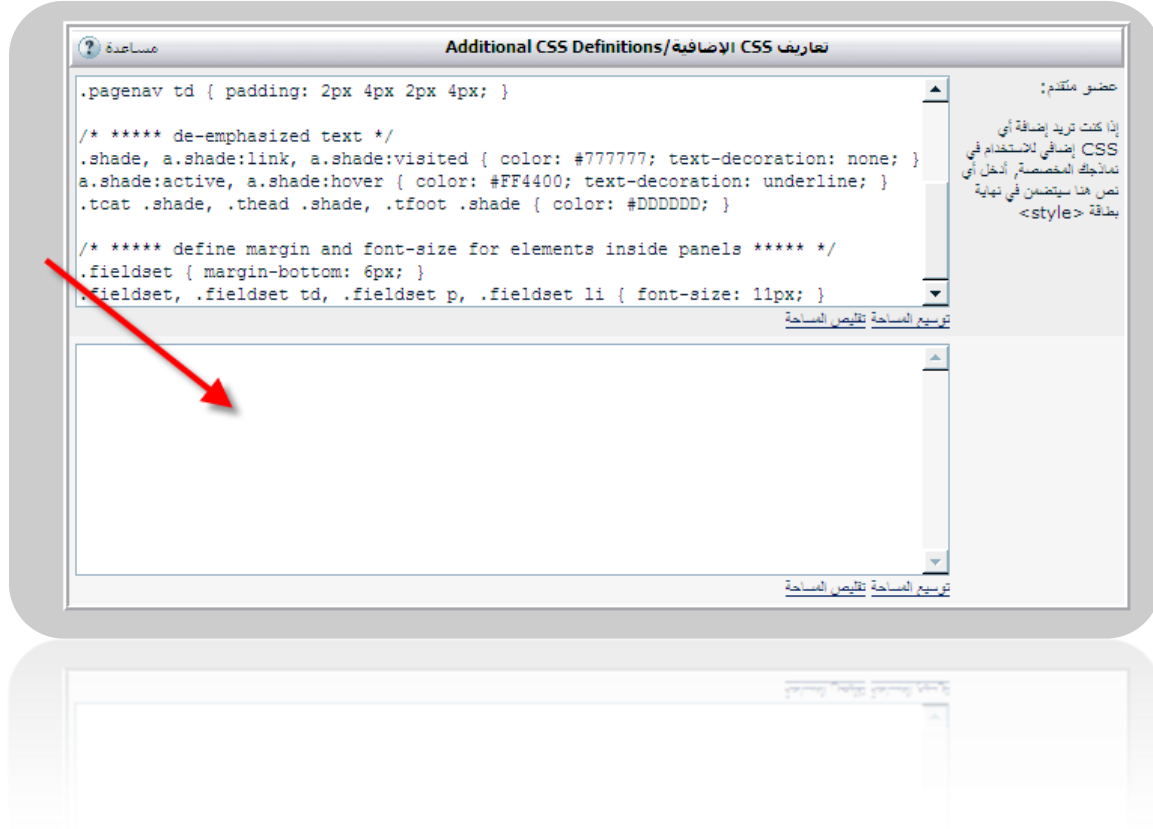 تعاريف CSS الإضافية/Additional CSS Definitions
مساعدة ?
عضو متقدم:
إذا كنت تريد إضافة أي
CSS إضافي للاستخدام في
نماذجك المخصصة, أدخل أي
نص هنا سيتضمن في نهاية
بطاقة <style>
.pagenav td { padding: 2px 4px 2px 4px; }
/* ***** de-emphasized text */
.shade, a.shade:link, a.shade:visited { color: #777777; text-decoration: none; }
a.shade:active, a.shade:hover { color: #FF4400; text-decoration: underline; }
.tcat .shade, .thead .shade, .tfoot .shade { color: #DDDDDD; }
/* ***** define margin and font-size for elements inside panels ***** */
.fieldset { margin-bottom: 6px; }
.fieldset, .fieldset td, .fieldset p, .fieldset li { font-size: 11px; }
توسيع المساحة تقليص المساحة
توسيع المساحة تقليص المساحة